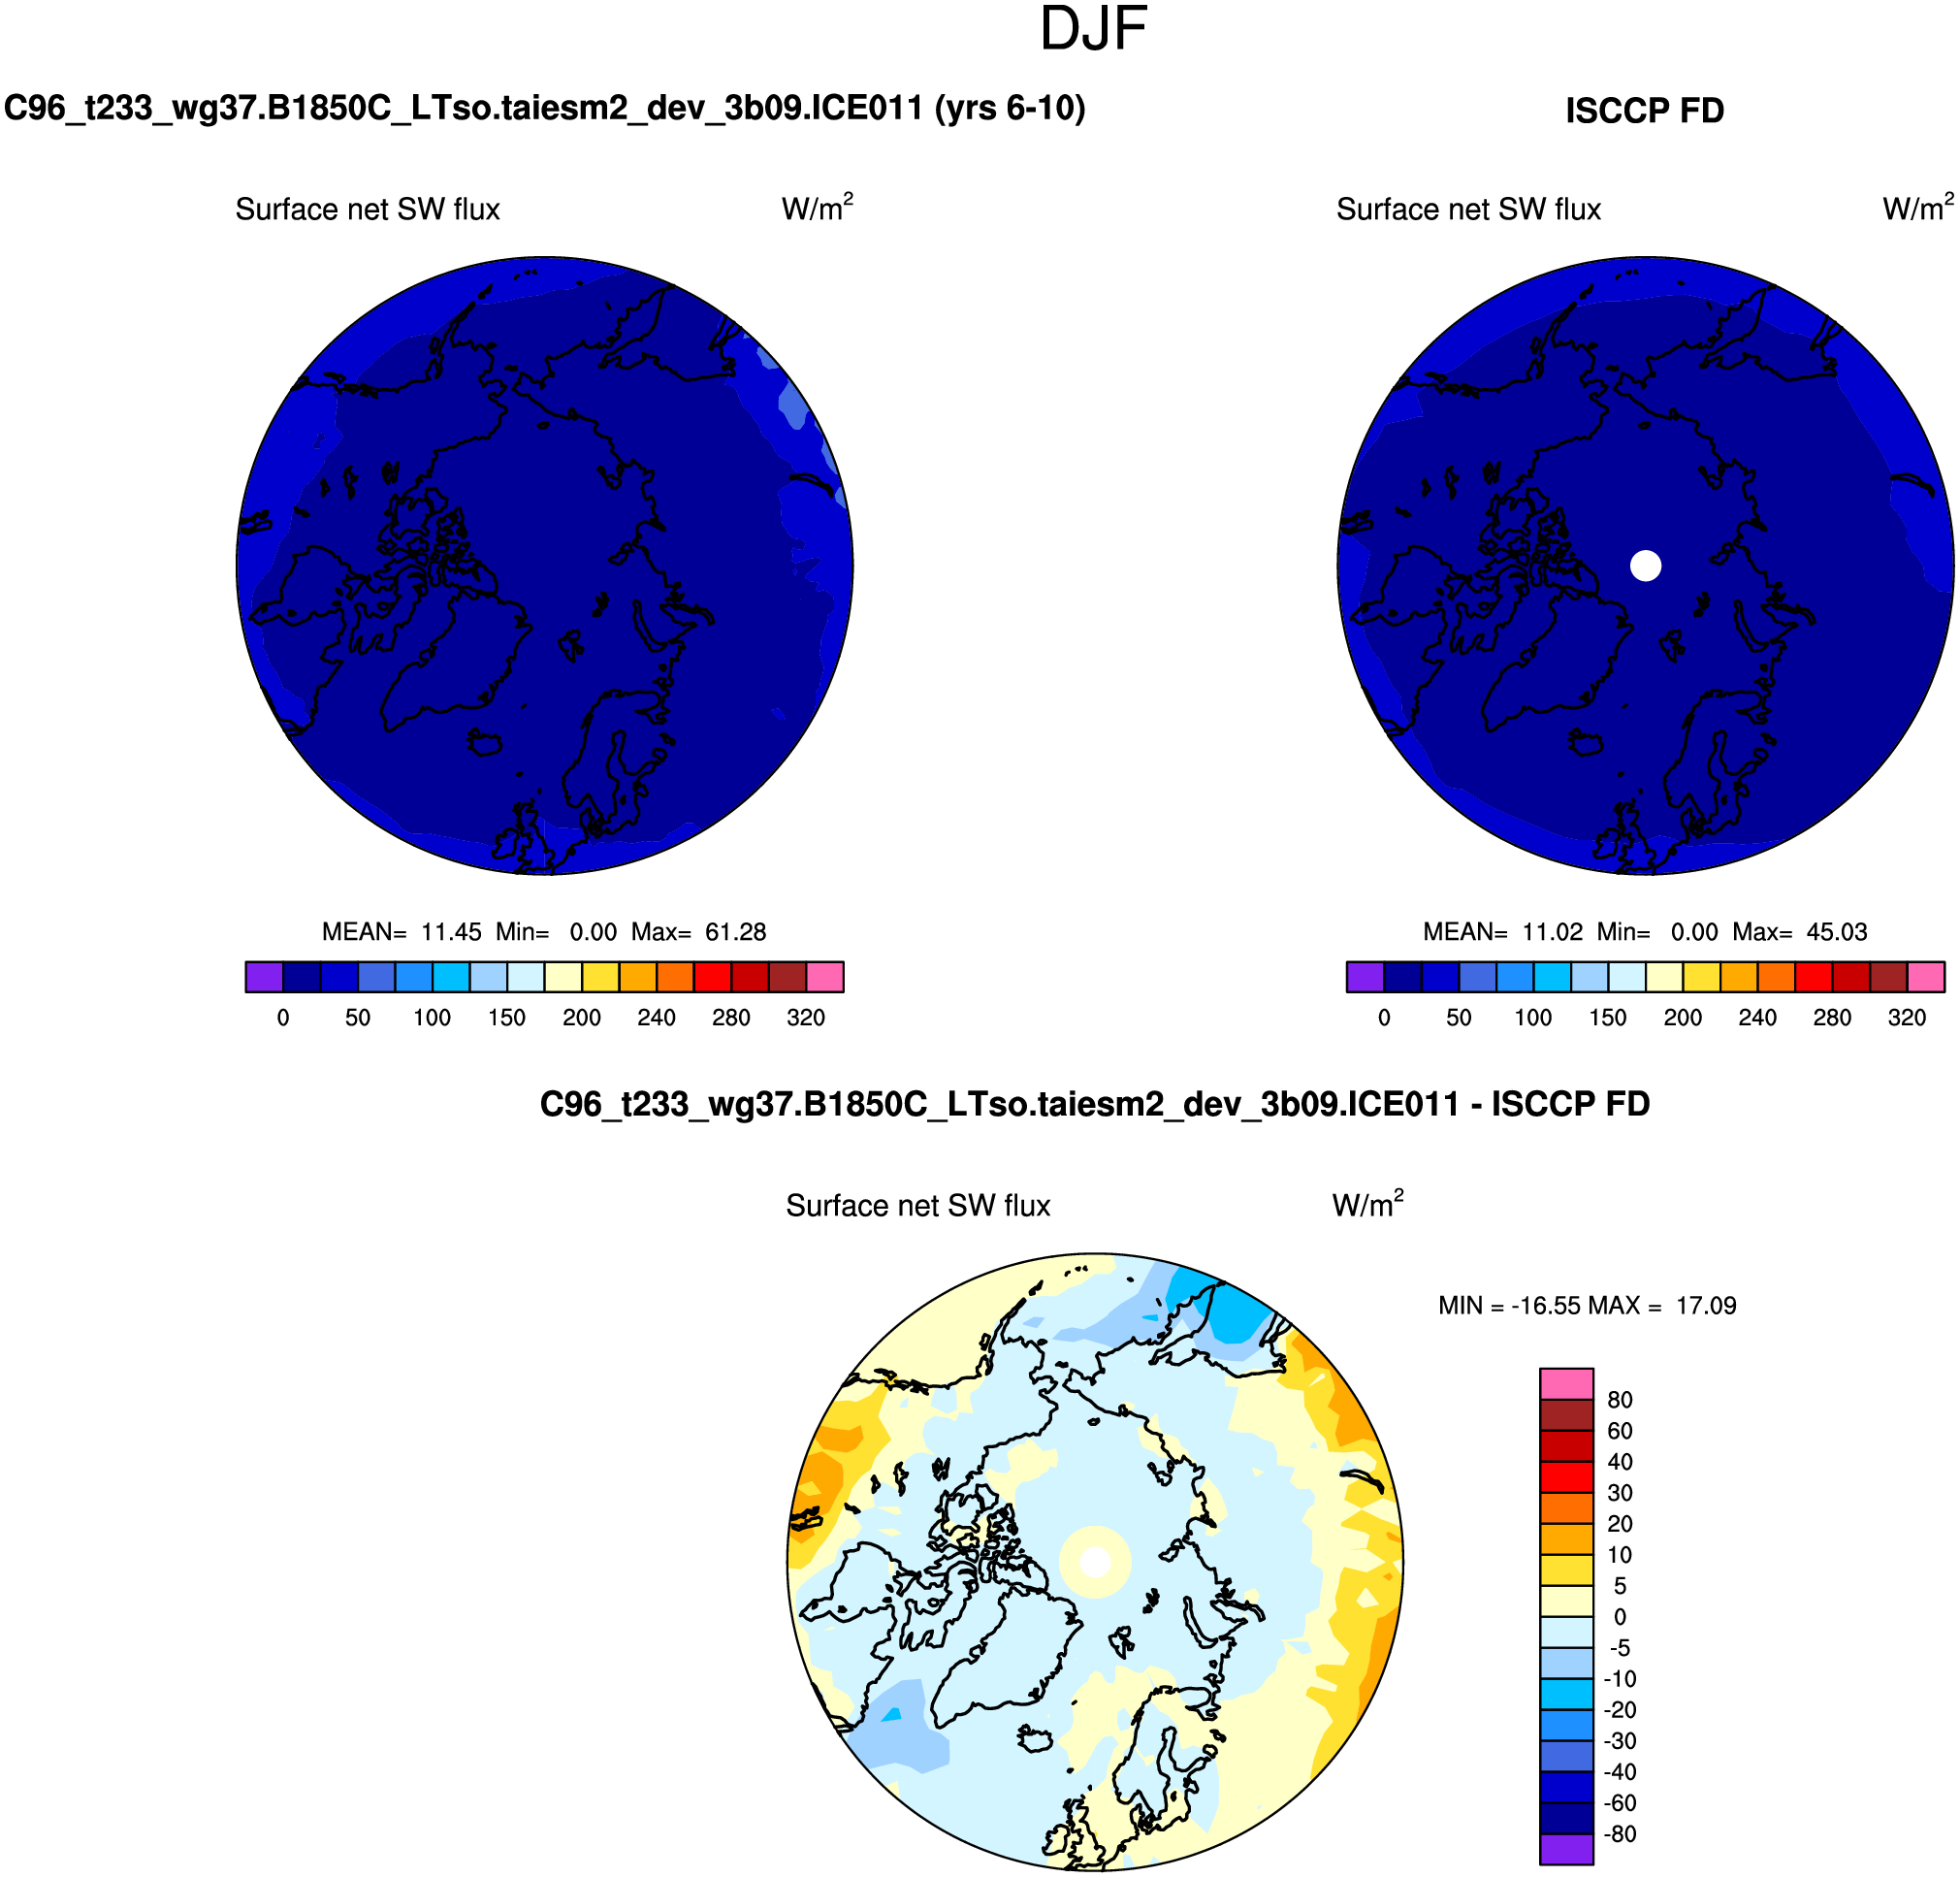 DJF
C96_t233_wg37.B1850C_LTso.taiesm2_dev_3b09.ICE011 (yrs 6-10)
ISCCP FD
Surface net SW flux W/m²
Surface net SW flux W/m²
MEAN= 11.45 Min= 0.00 Max= 61.28
MEAN= 11.02 Min= 0.00 Max= 45.03
0 50 100 150 200 240 280 320
0 50 100 150 200 240 280 320
C96_t233_wg37.B1850C_LTso.taiesm2_dev_3b09.ICE011 - ISCCP FD
Surface net SW flux W/m²
MIN = -16.55 MAX = 17.09
80
60
40
30
20
10
5
0
-5
-10
-20
-30
-40
-60
-80